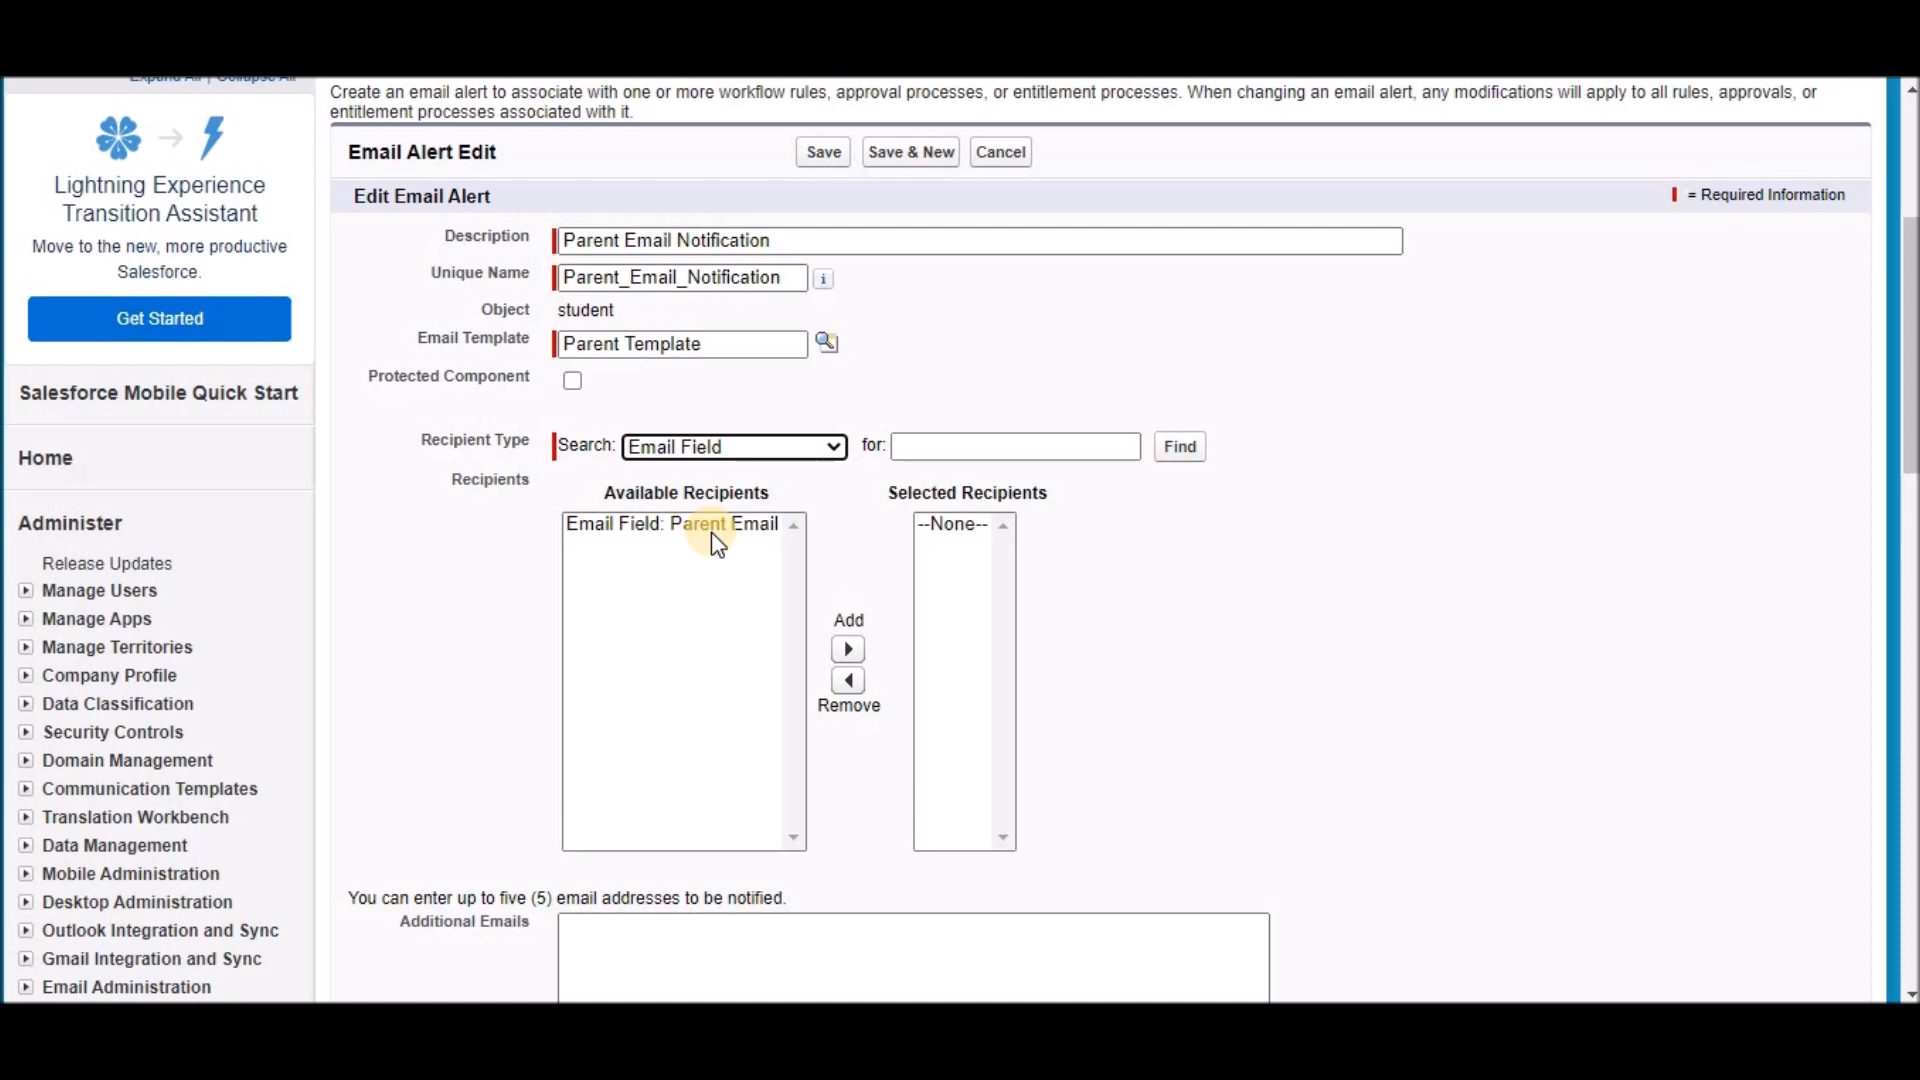 Expand All | Collapse All
Create an email alert to associate with one or more workflow rules, approval processes, or entitlement processes. When changing an email alert, any modifications will apply to all rules, approvals, or
entitlement processes associated with it.
Email Alert Edit
Save
Save & New
Cancel
Edit Email Alert
= Required Information
Description
Parent Email Notification
Unique Name
Parent_Email_Notification
i
Object
student
Email Template
Parent Template
Protected Component
Recipient Type
Search:
Email Field
for:
Find
Recipients
Available Recipients
Selected Recipients
Email Field: Parent Email
--None--
Add
Remove
You can enter up to five (5) email addresses to be notified.
Additional Emails
Lightning Experience
Transition Assistant
Move to the new, more productive
Salesforce.
Get Started
Salesforce Mobile Quick Start
Home
Administer
Release Updates
Manage Users
Manage Apps
Manage Territories
Company Profile
Data Classification
Security Controls
Domain Management
Communication Templates
Translation Workbench
Data Management
Mobile Administration
Desktop Administration
Outlook Integration and Sync
Gmail Integration and Sync
Email Administration